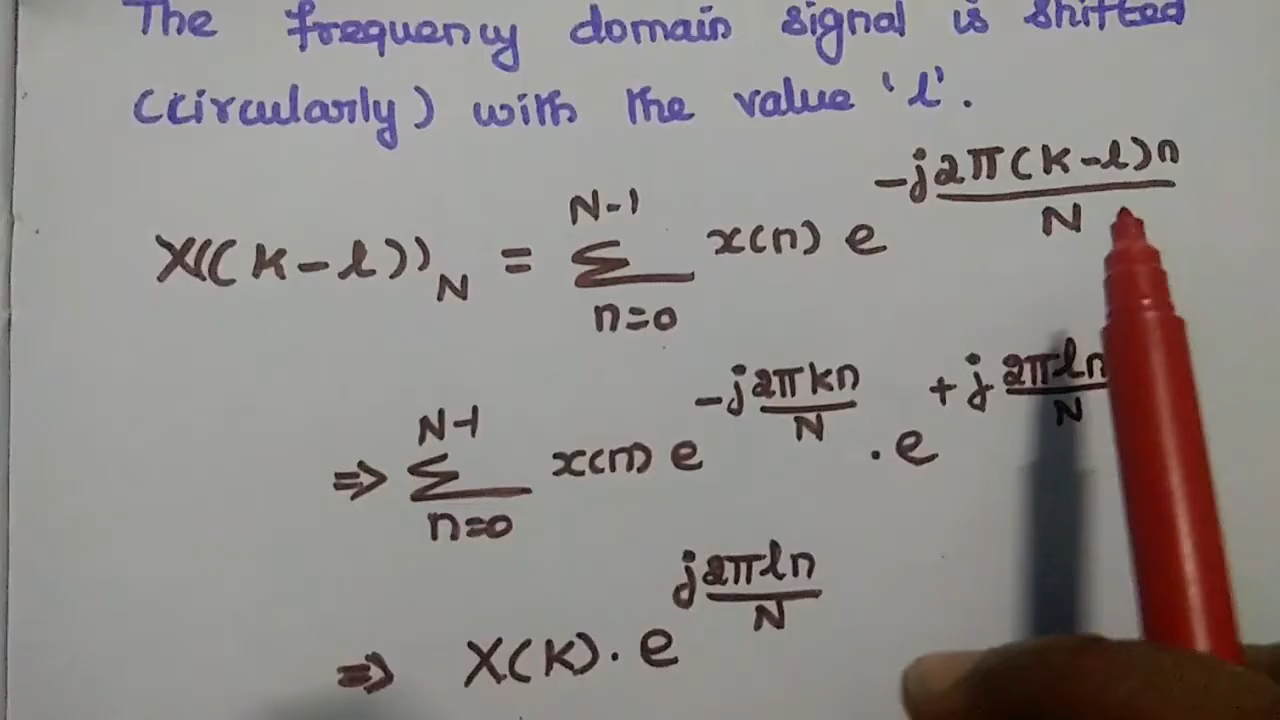 The frequency domain signal is shifted
(circularly) with the value 'l'.
X((k-l))_N = Σ_{n=0}^{N-1} x(n) e^{-j2π(k-l)n/N}
⇒ Σ_{n=0}^{N-1} x(n) e^{-j2πkn/N} . e^{+j2πln/N}
⇒ X(k) . e^{j2πln/N}